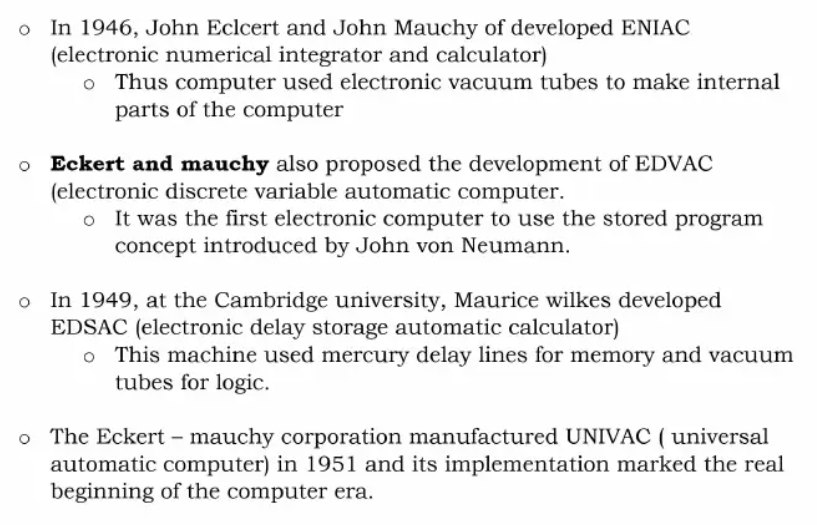 o In 1946, John Eclcert and John Mauchy of developed ENIAC
(electronic numerical integrator and calculator)
o Thus computer used electronic vacuum tubes to make internal
parts of the computer
o Eckert and mauchy also proposed the development of EDVAC
(electronic discrete variable automatic computer.
o It was the first electronic computer to use the stored program
concept introduced by John von Neumann.
o In 1949, at the Cambridge university, Maurice wilkes developed
EDSAC (electronic delay storage automatic calculator)
o This machine used mercury delay lines for memory and vacuum
tubes for logic.
o The Eckert – mauchy corporation manufactured UNIVAC ( universal
automatic computer) in 1951 and its implementation marked the real
beginning of the computer era.